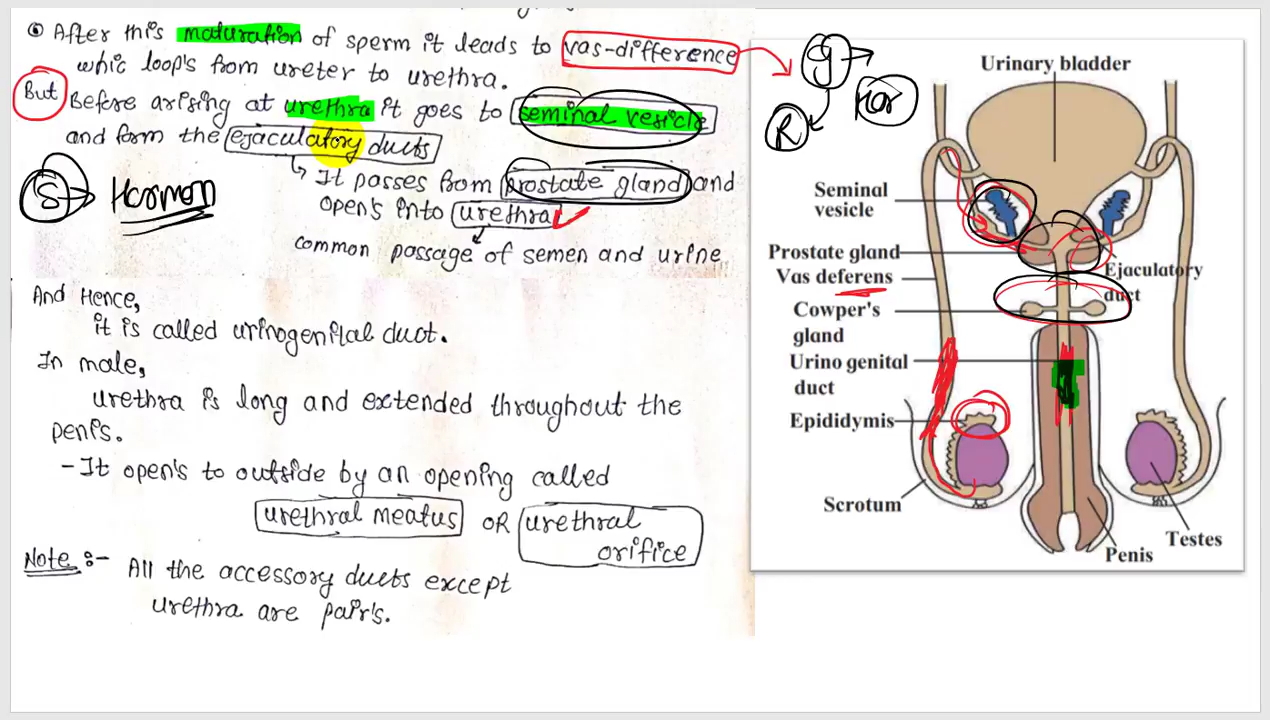 After this maturation of sperm it leads to vas-difference
whic loop's from ureter to urethra.
But Before arising at urethra it goes to seminal vesicle
and form the ejaculatory ducts
It passes from prostate gland and
open's into urethra
common passage of semen and urine
S → Hormon
And Hence,
it is called urinogenital duct.
In male,
urethra is long and extended throughout the
penis.
- It open's to outside by an opening called
urethral meatus OR urethral
orifice
Note :- All the accessory ducts except
urethra are pair's.
g
R
Hor
Urinary bladder
Seminal
vesicle
Prostate gland
Vas deferens
Ejaculatory
duct
Cowper's
gland
Urino genital
duct
Epididymis
Scrotum
Testes
Penis